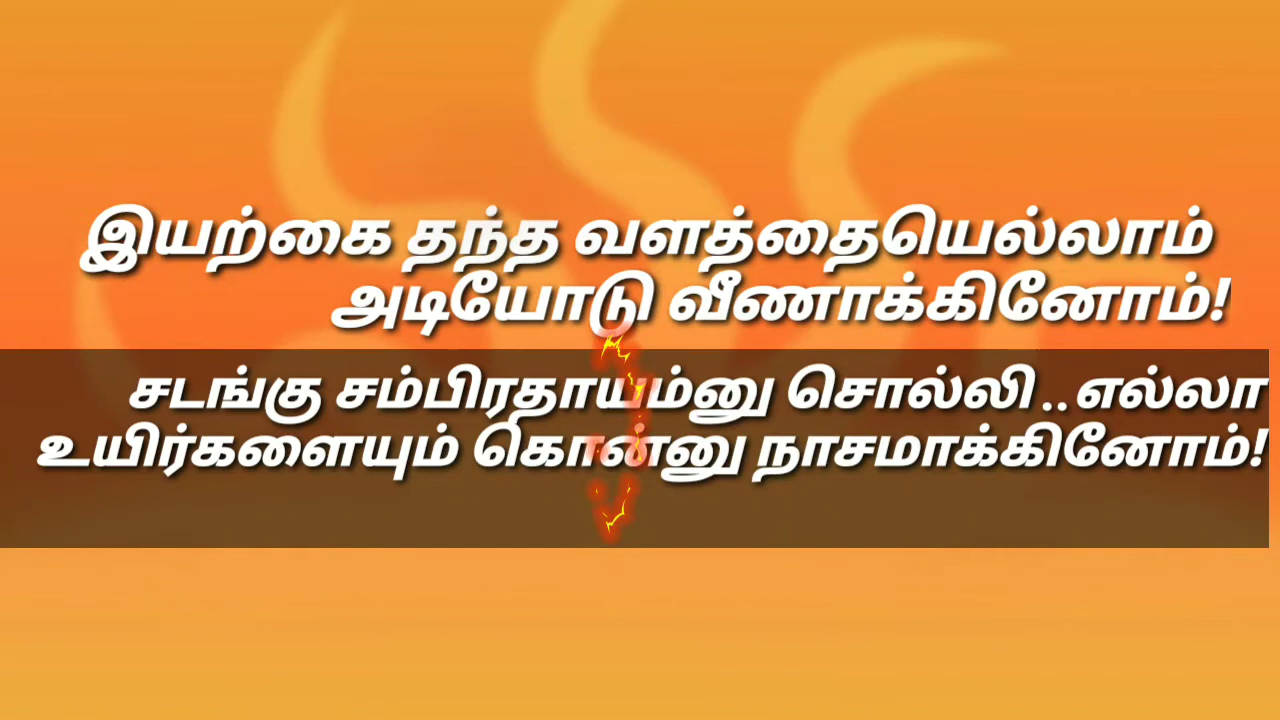 இயற்கை தந்த வளத்தையெல்லாம்
அடியோடு வீணாக்கினோம்!
சடங்கு சம்பிரதாயம்னு சொல்லி .. எல்லா
உயிர்களையும் கொன்னு நாசமாக்கினோம்!